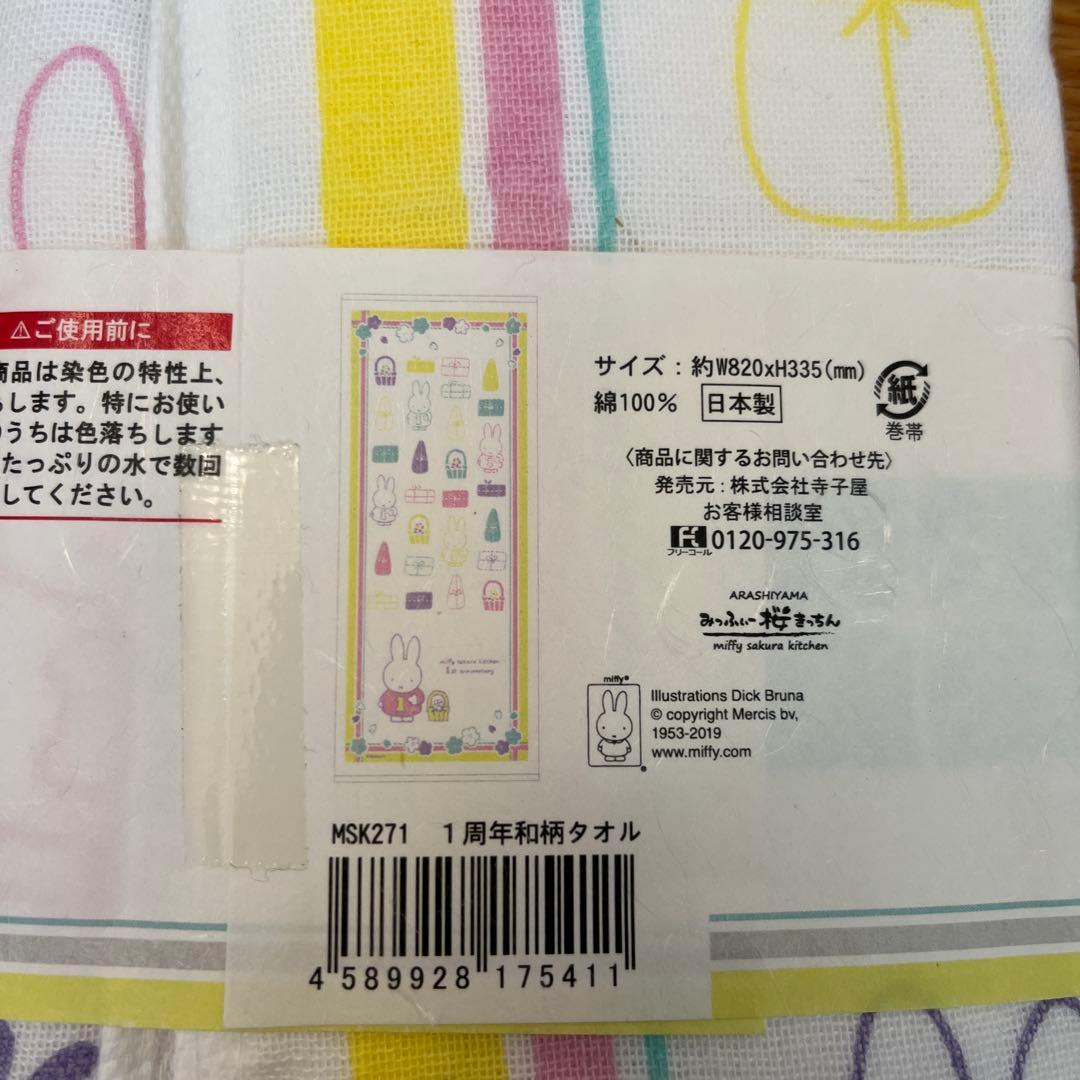 ⚠ご使用前に
商品は染色の特性上、
します。特にお使い
うちは色落ちします
たっぷりの水で数回
してください。
miffy sakura kitchen
1st anniversary
サイズ：約W820xH335(mm)
綿100% 日本製
紙
巻帯
〈商品に関するお問い合わせ先〉
発売元：株式会社寺子屋
お客様相談室
フリーコール 0120-975-316
ARASHIYAMA
みっふぃー桜きっちん
miffy sakura kitchen
miffy®
Illustrations Dick Bruna
© copyright Mercis bv,
1953-2019
www.miffy.com
MSK271 1周年和柄タオル
4 589928 175411